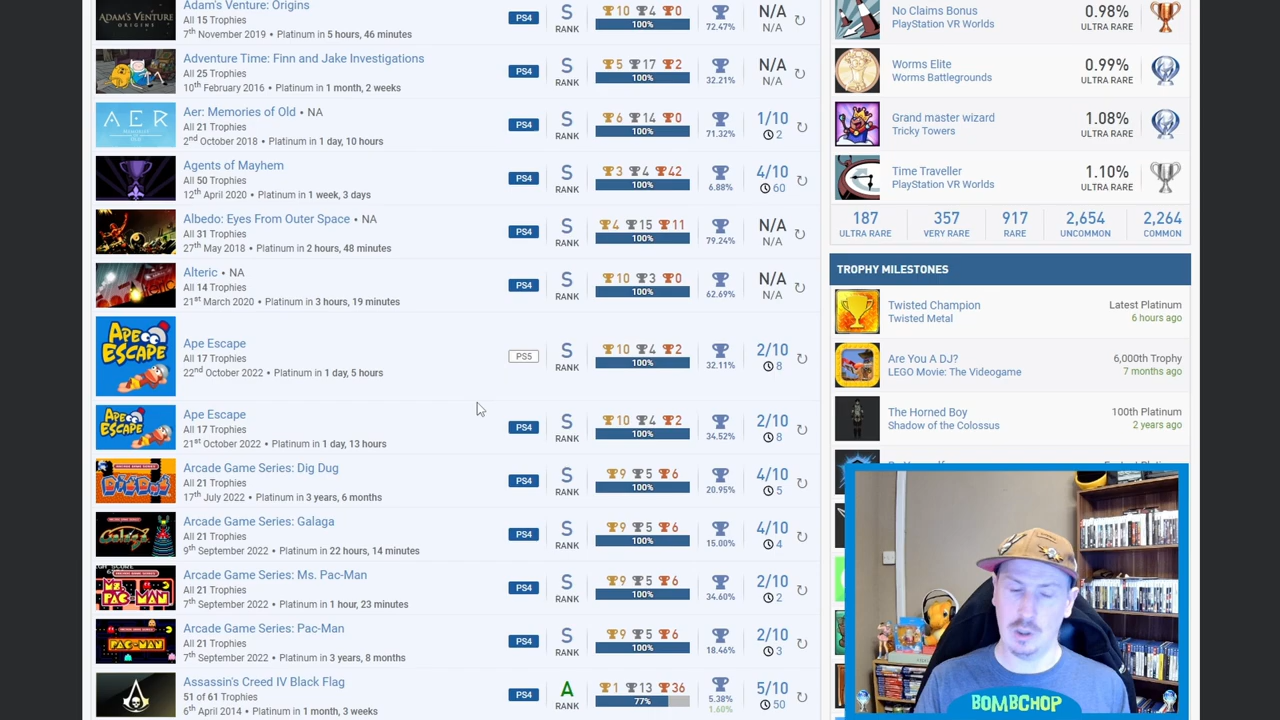 Adam's Venture: Origins
All 15 Trophies
7th November 2019 • Platinum in 5 hours, 46 minutes
ADAM'S VENTURE
ORIGINS
PS4
S
RANK
10 4 0
100%
72.47%
N/A
N/A
Adventure Time: Finn and Jake Investigations
All 25 Trophies
10th February 2016 • Platinum in 1 month, 2 weeks
PS4
S
RANK
5 17 2
100%
32.21%
N/A
N/A
AER
Aer: Memories of Old • NA
All 21 Trophies
2nd October 2018 • Platinum in 1 day, 10 hours
PS4
S
RANK
6 14 0
100%
71.32%
1/10
2
Agents of Mayhem
All 50 Trophies
12th April 2020 • Platinum in 1 week, 3 days
PS4
S
RANK
3 4 42
100%
6.88%
4/10
60
Albedo: Eyes From Outer Space • NA
All 31 Trophies
27th May 2018 • Platinum in 2 hours, 48 minutes
PS4
S
RANK
4 15 11
100%
79.24%
N/A
N/A
Alteric • NA
All 14 Trophies
21st March 2020 • Platinum in 3 hours, 19 minutes
PS4
S
RANK
10 3 0
100%
62.69%
N/A
N/A
APE
ESCAPE
Ape Escape
All 17 Trophies
22nd October 2022 • Platinum in 1 day, 5 hours
PS5
S
RANK
10 4 2
100%
32.11%
2/10
8
APE
ESCAPE
Ape Escape
All 17 Trophies
21st October 2022 • Platinum in 1 day, 13 hours
PS4
S
RANK
10 4 2
100%
34.52%
2/10
8
Arcade Game Series: Dig Dug
All 21 Trophies
17th July 2022 • Platinum in 3 years, 6 months
PS4
S
RANK
9 5 6
100%
20.95%
4/10
5
Arcade Game Series: Galaga
All 21 Trophies
9th September 2022 • Platinum in 22 hours, 14 minutes
PS4
S
RANK
9 5 6
100%
15.00%
4/10
4
MS.
PAC-MAN
Arcade Game Series: Ms. Pac-Man
All 21 Trophies
7th September 2022 • Platinum in 1 hour, 23 minutes
PS4
S
RANK
9 5 6
100%
34.60%
2/10
2
PAC-MAN
Arcade Game Series: Pac-Man
All 21 Trophies
7th September 2022 • Platinum in 3 years, 8 months
PS4
S
RANK
9 5 6
100%
18.46%
2/10
3
Assassin's Creed IV Black Flag
51 of 61 Trophies
6th April 2014 • Platinum in 1 month, 3 weeks
PS4
A
RANK
1 13 36
77%
5.38%
1.60%
5/10
50
No Claims Bonus
PlayStation VR Worlds
0.98%
ULTRA RARE
Worms Elite
Worms Battlegrounds
0.99%
ULTRA RARE
Grand master wizard
Tricky Towers
1.08%
ULTRA RARE
Time Traveller
PlayStation VR Worlds
1.10%
ULTRA RARE
187 357 917 2,654 2,264
ULTRA RARE VERY RARE RARE UNCOMMON COMMON
TROPHY MILESTONES
Twisted Champion
Twisted Metal
Latest Platinum
6 hours ago
Are You A DJ?
LEGO Movie: The Videogame
6,000th Trophy
7 months ago
The Horned Boy
Shadow of the Colossus
100th Platinum
2 years ago
BOMBCHOP